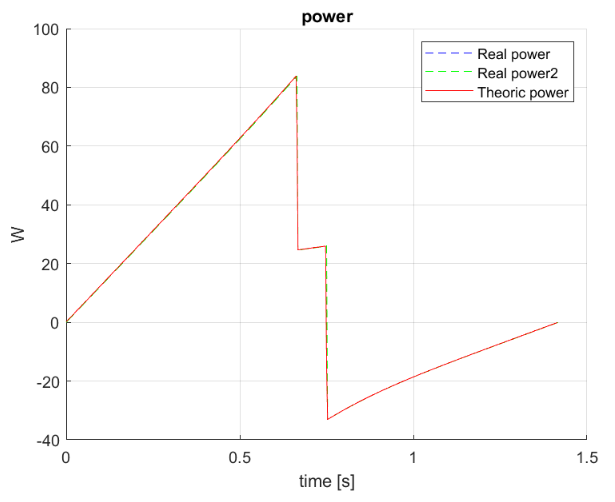 power
100
80
60
40
20
0
-20
-40
W
0
0.5
1
1.5
time [s]
Real power
Real power2
Theoric power